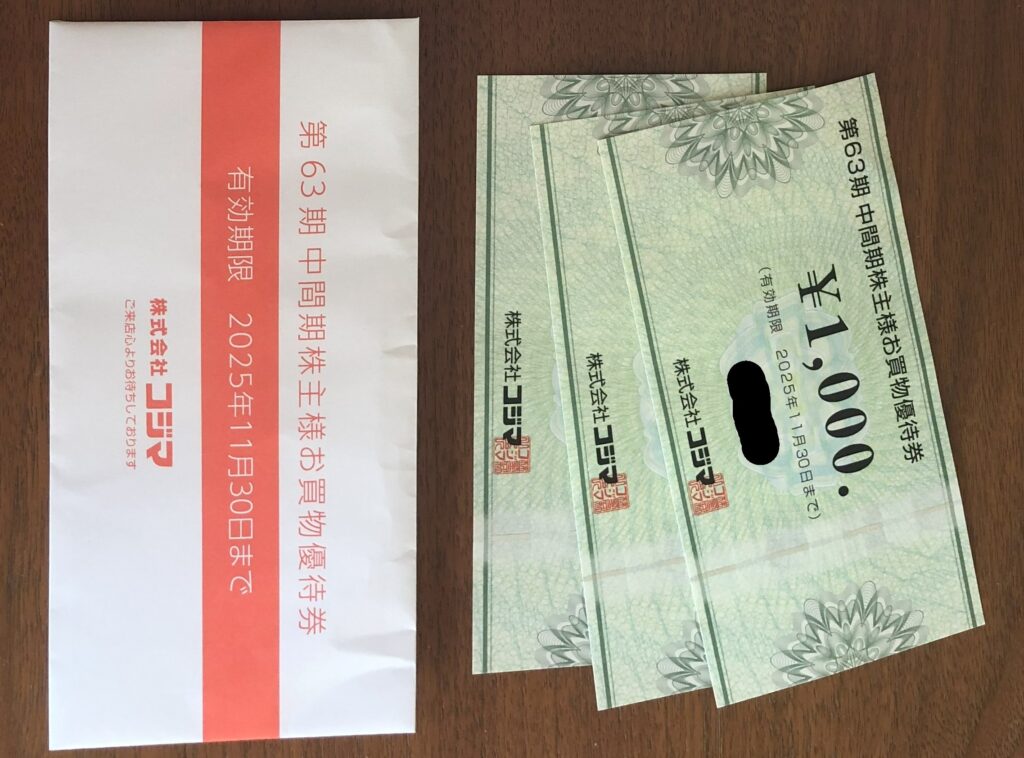 第63期 中間期株主様お買物優待券
有効期限 2025年11月30日まで
株式会社 コジマ
ご来店心よりお待ちしております
第63期 中間期株主様お買物優待券
¥1,000.
(有効期限 2025年11月30日まで)
株式会社コジマ
株式会社コジマ
株式会社コジマ